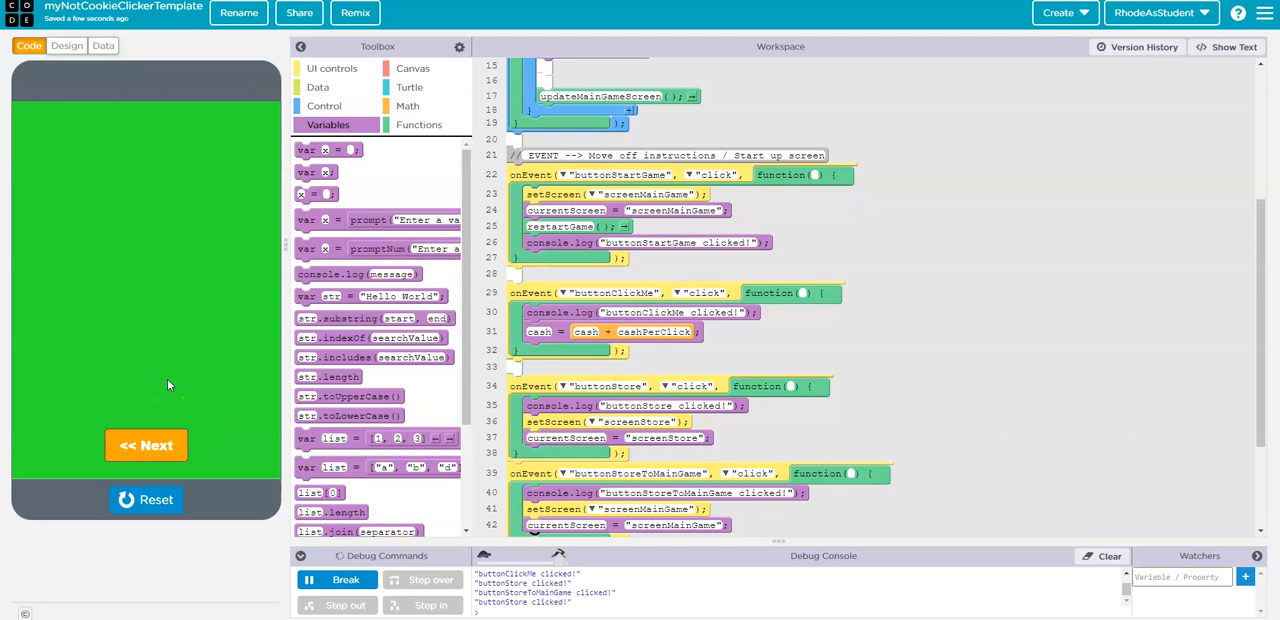 CODE
myNotCookieClickerTemplate
Saved a few seconds ago
Rename
Share
Remix
Create
RhodeAsStudent
?
Code
Design
Data
Toolbox
Workspace
Version History
</> Show Text
UI controls
Canvas
Data
Turtle
Control
Math
Variables
Functions
var x = ;
var x;
x = ;
var x = prompt("Enter a va
var x = promptNum("Enter a
console.log(message)
var str = "Hello World";
str.substring(start, end)
str.indexOf(searchValue)
str.includes(searchValue)
str.length
str.toUpperCase()
str.toLowerCase()
var list = [1, 2, 3]
var list = ["a", "b", "d"]
list[0]
list.length
list.join(separator)
15
16
17 updateMainGameScreen();
18 }
19 } );
20
21 // EVENT --> Move off instructions / Start up screen
22 onEvent("buttonStartGame", "click", function() {
23 setScreen("screenMainGame");
24 currentScreen = "screenMainGame";
25 restartGame();
26 console.log("buttonStartGame clicked!");
27 } );
28
29 onEvent("buttonClickMe", "click", function() {
30 console.log("buttonClickMe clicked!");
31 cash = cash + cashPerClick;
32 } );
33
34 onEvent("buttonStore", "click", function() {
35 console.log("buttonStore clicked!");
36 setScreen("screenStore");
37 currentScreen = "screenStore";
38 } );
39 onEvent("buttonStoreToMainGame", "click", function() {
40 console.log("buttonStoreToMainGame clicked!");
41 setScreen("screenMainGame");
42 currentScreen = "screenMainGame";
<< Next
Reset
Debug Commands
Debug Console
Clear
Watchers
Break
Step over
Step out
Step in
"buttonClickMe clicked!"
"buttonStore clicked!"
"buttonStoreToMainGame clicked!"
"buttonStore clicked!"
>
Variable / Property
+
©